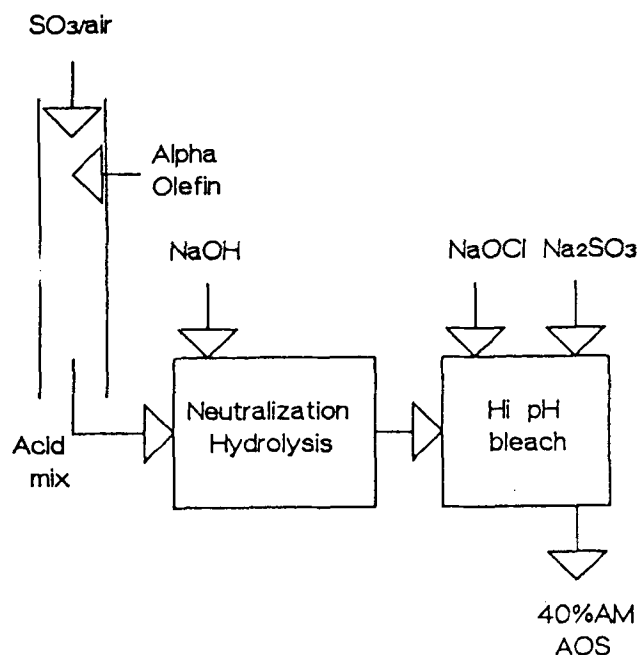 SO3/air
Alpha
Olefin
NaOH
NaOCl Na2SO3
Neutralization
Hydrolysis
Hi pH
bleach
Acid
mix
40%AM
AOS